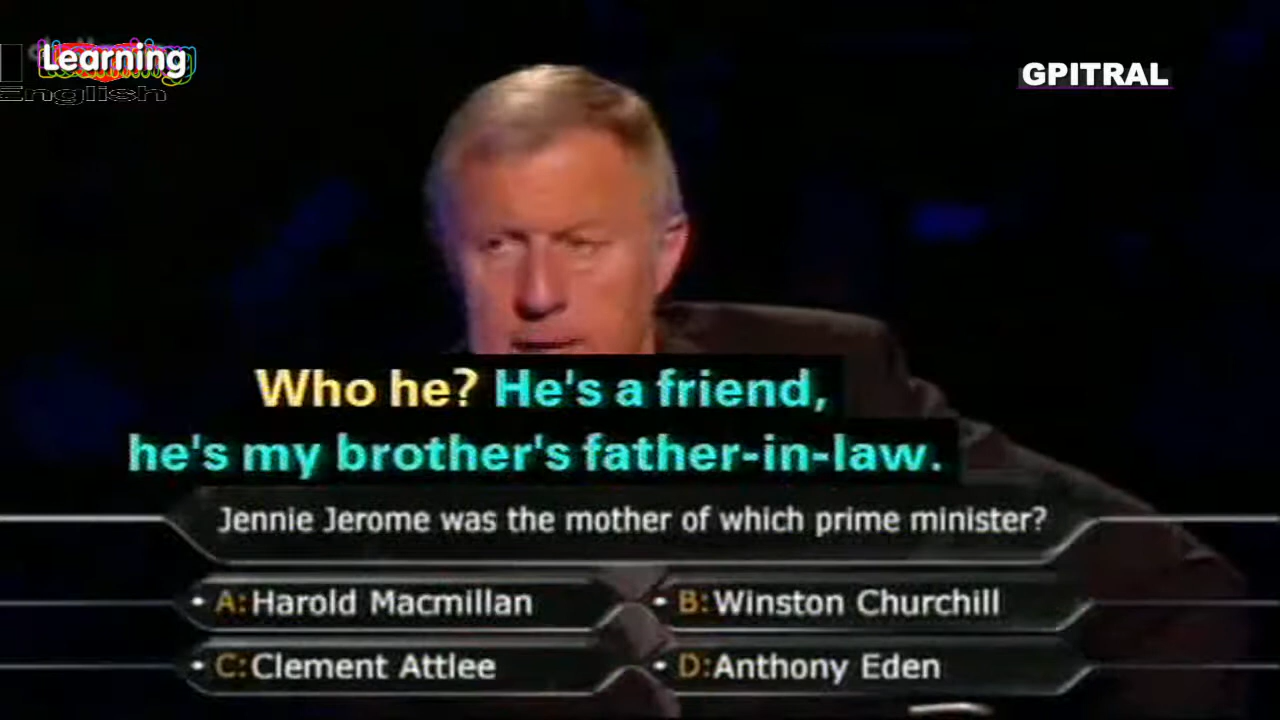 Learning
English
GPITRAL
Who he? He's a friend,
he's my brother's father-in-law.
Jennie Jerome was the mother of which prime minister?
A: Harold Macmillan
B: Winston Churchill
C: Clement Attlee
D: Anthony Eden